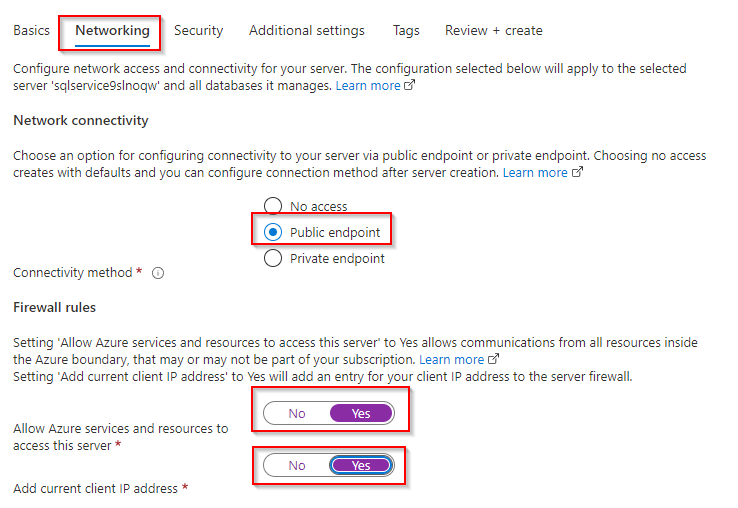 Basics Networking Security Additional settings Tags Review + create
Configure network access and connectivity for your server. The configuration selected below will apply to the selected
server 'sqlservice9slnoqw' and all databases it manages. Learn more
Network connectivity
Choose an option for configuring connectivity to your server via public endpoint or private endpoint. Choosing no access
creates with defaults and you can configure connection method after server creation. Learn more
No access
Public endpoint
Private endpoint
Connectivity method *
Firewall rules
Setting 'Allow Azure services and resources to access this server' to Yes allows communications from all resources inside
the Azure boundary, that may or may not be part of your subscription. Learn more
Setting 'Add current client IP address' to Yes will add an entry for your client IP address to the server firewall.
No Yes
Allow Azure services and resources to
access this server *
No Yes
Add current client IP address *